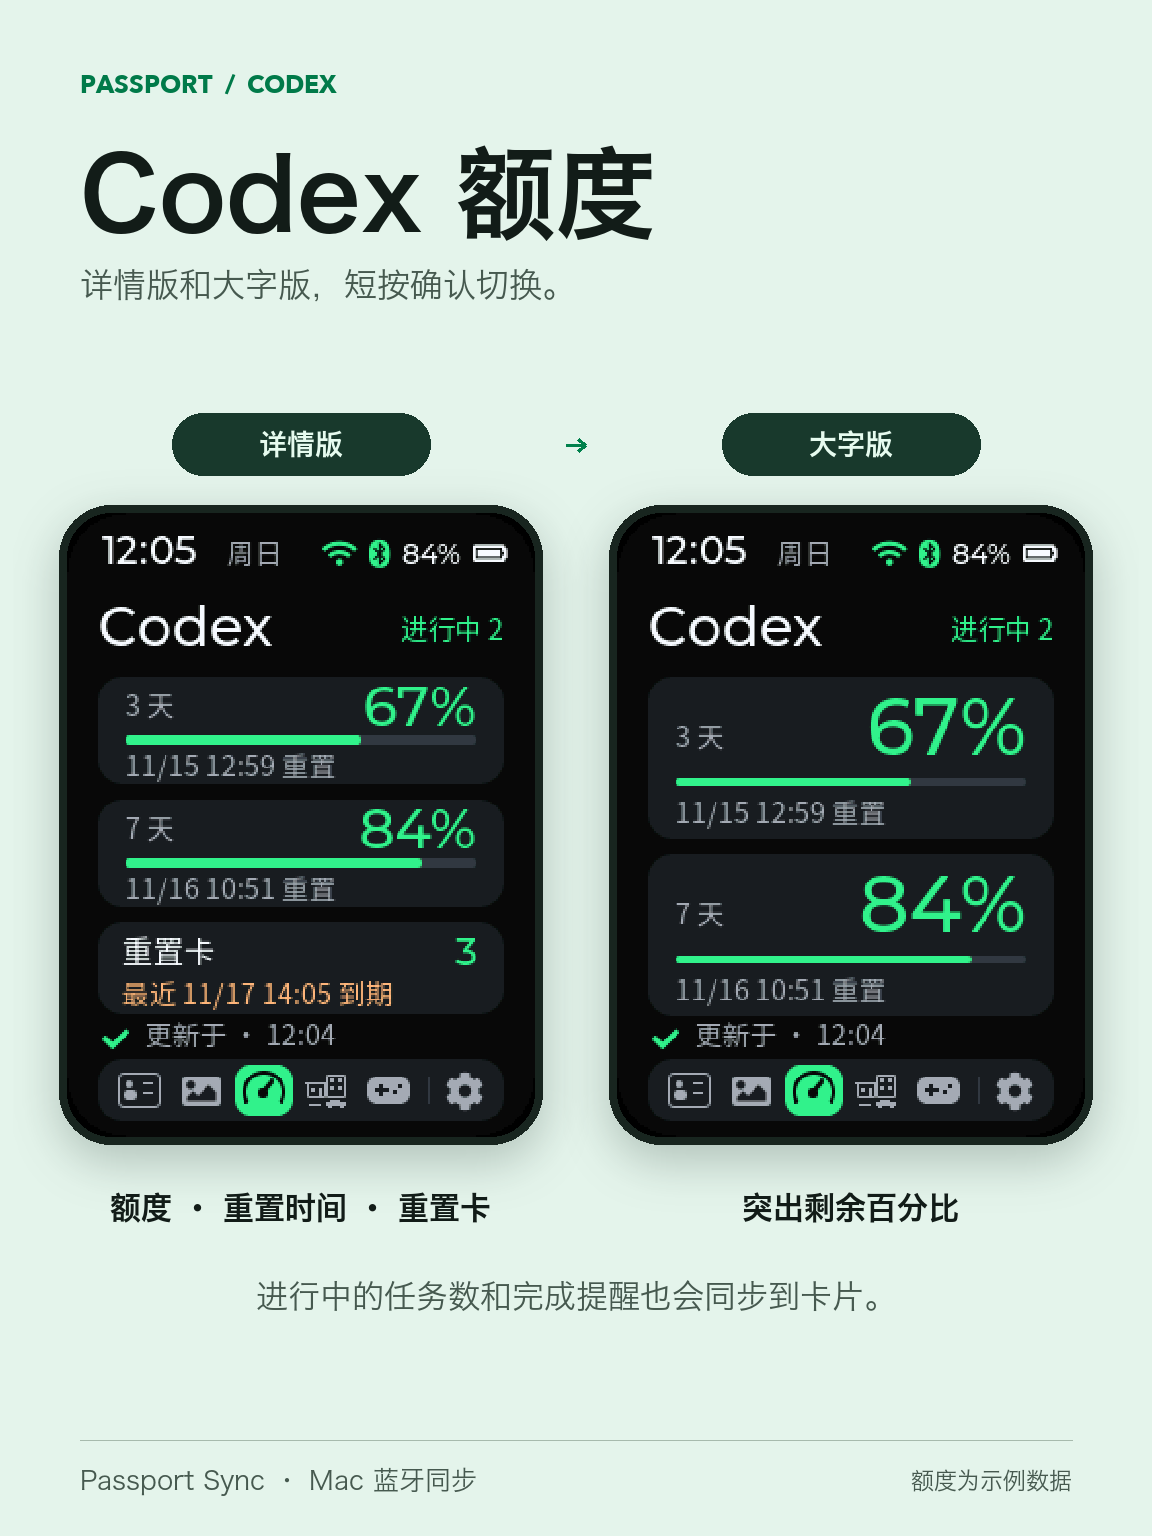 PASSPORT / CODEX
Codex 额度
详情版和大字版，短按确认切换。
详情版 → 大字版
12:05 周日 84%
Codex 进行中 2
3 天 67%
11/15 12:59 重置
7 天 84%
11/16 10:51 重置
重置卡 3
最近 11/17 14:05 到期
更新于 · 12:04
12:05 周日 84%
Codex 进行中 2
3 天 67%
11/15 12:59 重置
7 天 84%
11/16 10:51 重置
更新于 · 12:04
额度 · 重置时间 · 重置卡
突出剩余百分比
进行中的任务数和完成提醒也会同步到卡片。
Passport Sync · Mac 蓝牙同步
额度为示例数据